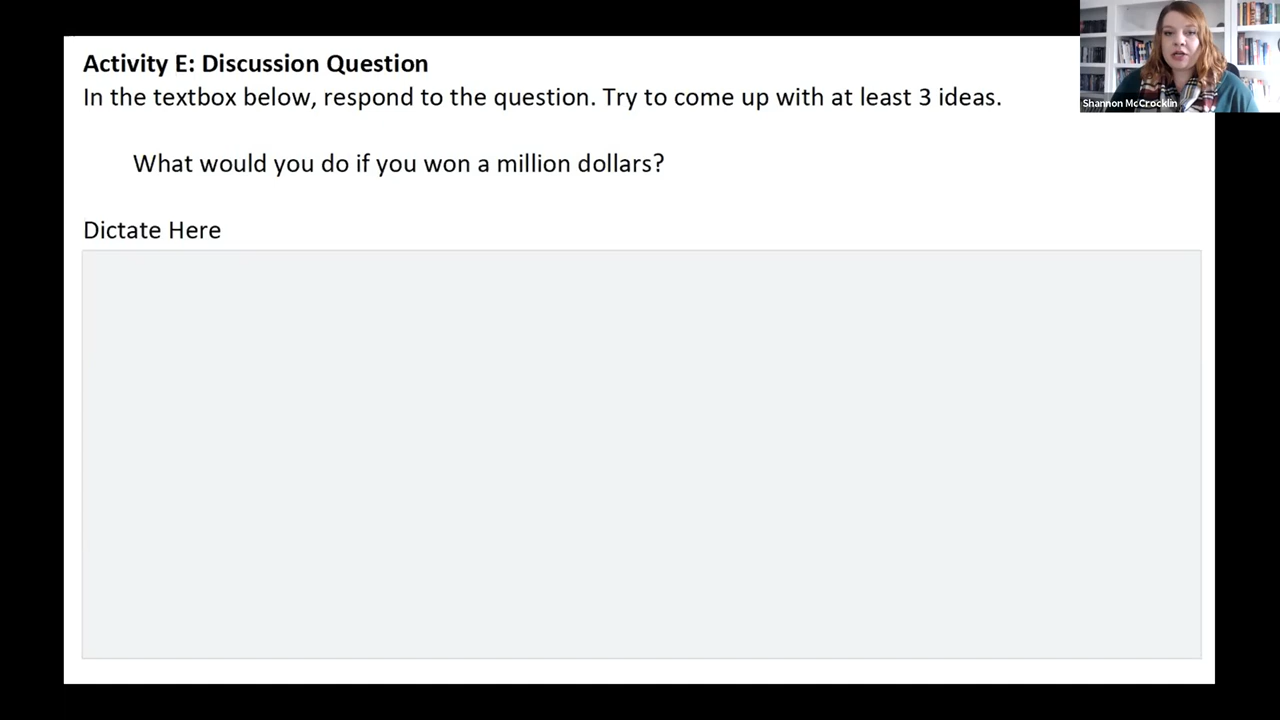 Activity E: Discussion Question
In the textbox below, respond to the question. Try to come up with at least 3 ideas.
What would you do if you won a million dollars?
Dictate Here
Shannon McCrocklin